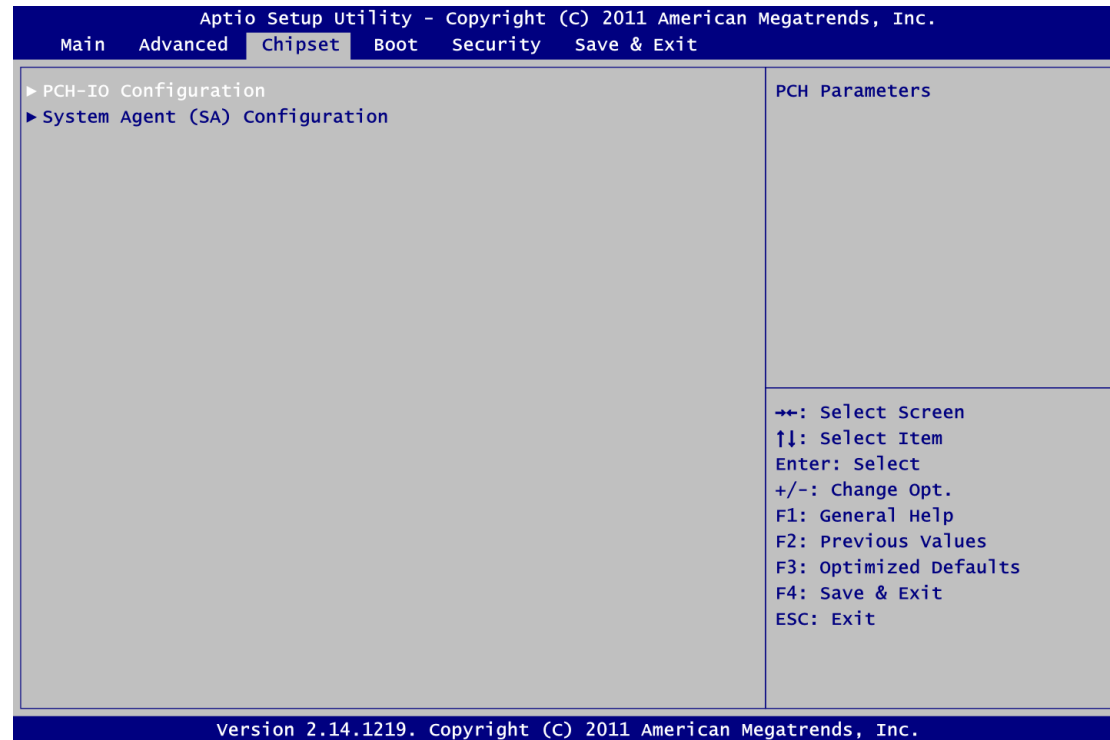 Aptio Setup Utility - Copyright (C) 2011 American Megatrends, Inc.
Main Advanced Chipset Boot Security Save & Exit
►PCH-IO Configuration
►System Agent (SA) Configuration
PCH Parameters
→←: Select Screen
↑↓: Select Item
Enter: Select
+/-: Change Opt.
F1: General Help
F2: Previous Values
F3: Optimized Defaults
F4: Save & Exit
ESC: Exit
Version 2.14.1219. Copyright (C) 2011 American Megatrends, Inc.